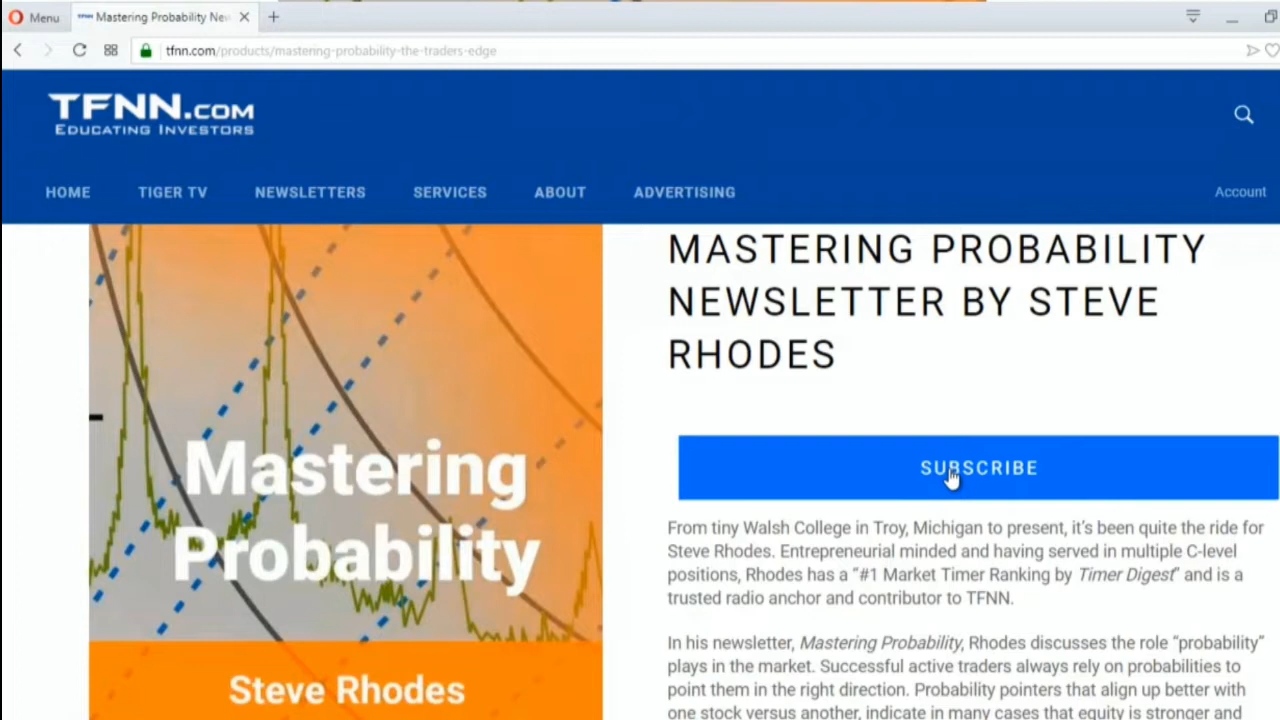 Menu
Mastering Probability New
tfnn.com/products/mastering-probability-the-traders-edge
TFNN.COM
EDUCATING INVESTORS
HOME TIGER TV NEWSLETTERS SERVICES ABOUT ADVERTISING
Account
Mastering
Probability
Steve Rhodes
MASTERING PROBABILITY
NEWSLETTER BY STEVE
RHODES
SUBSCRIBE
From tiny Walsh College in Troy, Michigan to present, it's been quite the ride for
Steve Rhodes. Entrepreneurial minded and having served in multiple C-level
positions, Rhodes has a “#1 Market Timer Ranking by Timer Digest” and is a
trusted radio anchor and contributor to TFNN.
In his newsletter, Mastering Probability, Rhodes discusses the role “probability”
plays in the market. Successful active traders always rely on probabilities to
point them in the right direction. Probability pointers that align up better with
one stock versus another, indicate in many cases that equity is stronger and